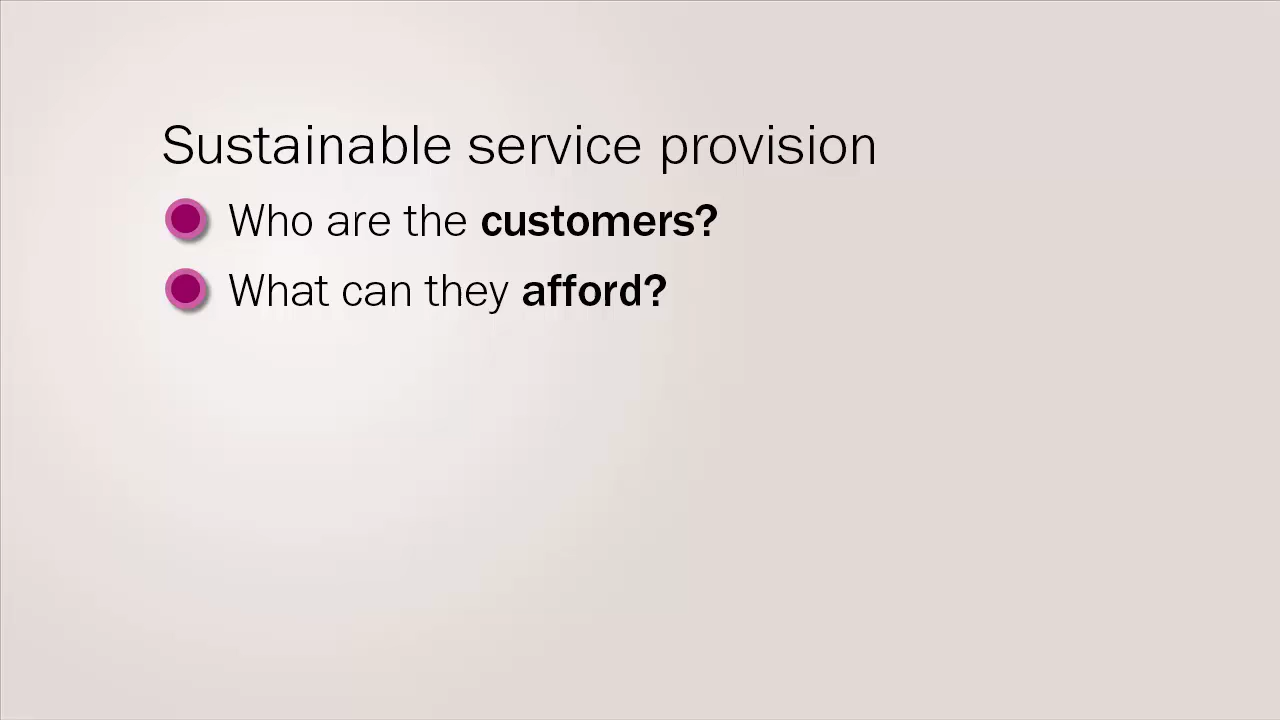 Sustainable service provision
Who are the customers?
What can they afford?